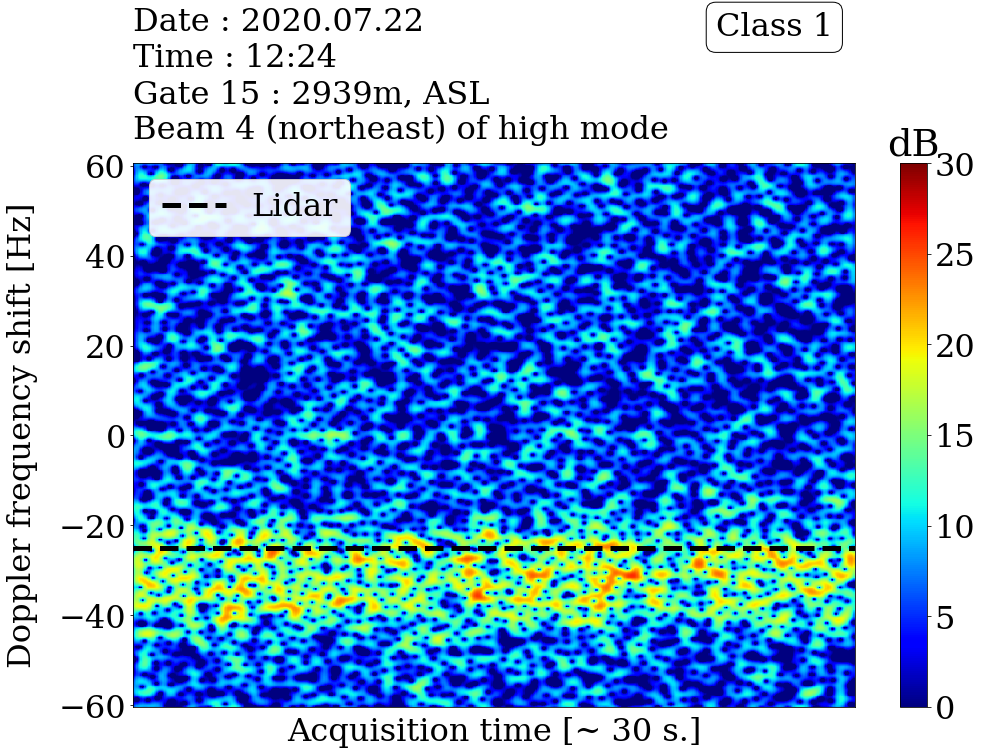 Date : 2020.07.22
Time : 12:24
Gate 15 : 2939m, ASL
Beam 4 (northeast) of high mode
Class 1
dB
Lidar
60
40
20
0
−20
−40
−60
Doppler frequency shift [Hz]
Acquisition time [~ 30 s.]
30
25
20
15
10
5
0